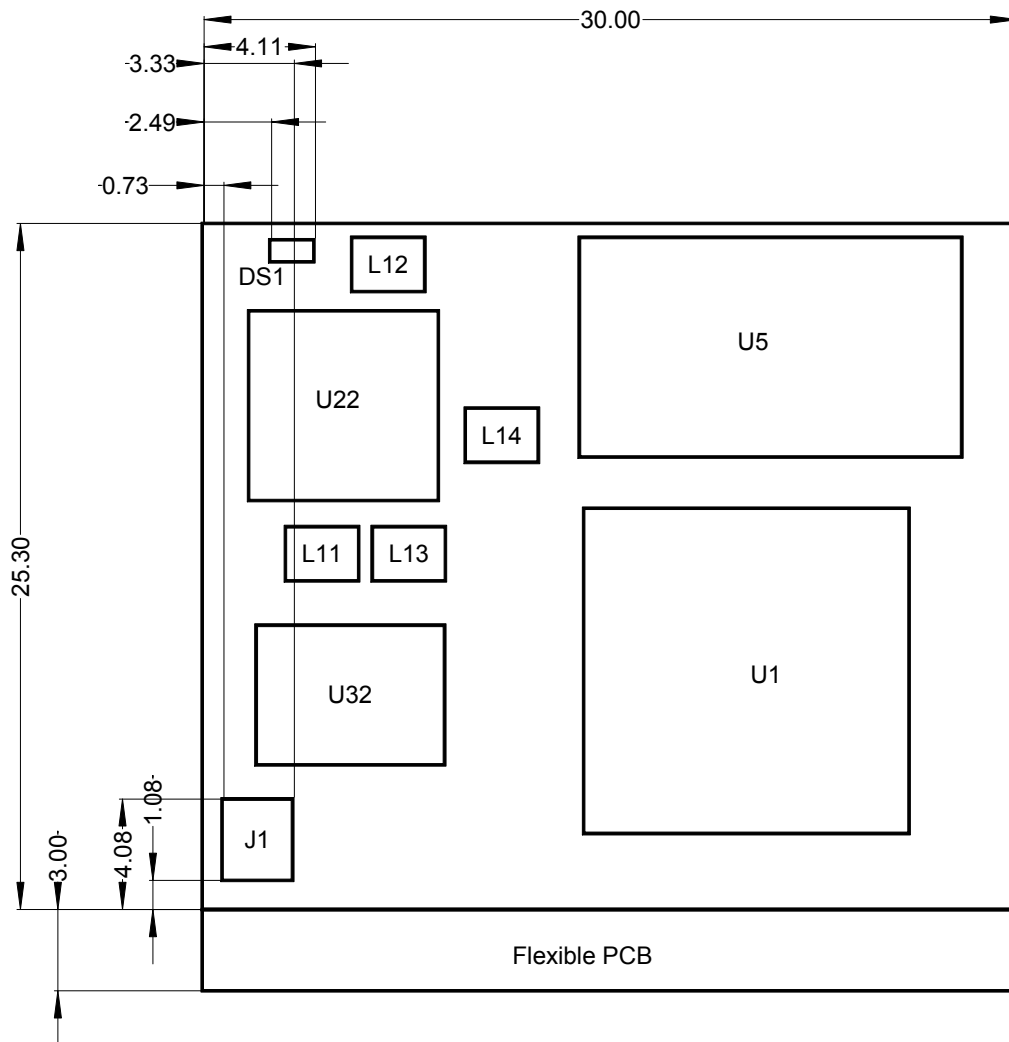 30.00
4.11
3.33
2.49
0.73
DS1
L12
U5
U22
L14
L11
L13
25.30
U32
U1
1.08
4.08
3.00
J1
Flexible PCB